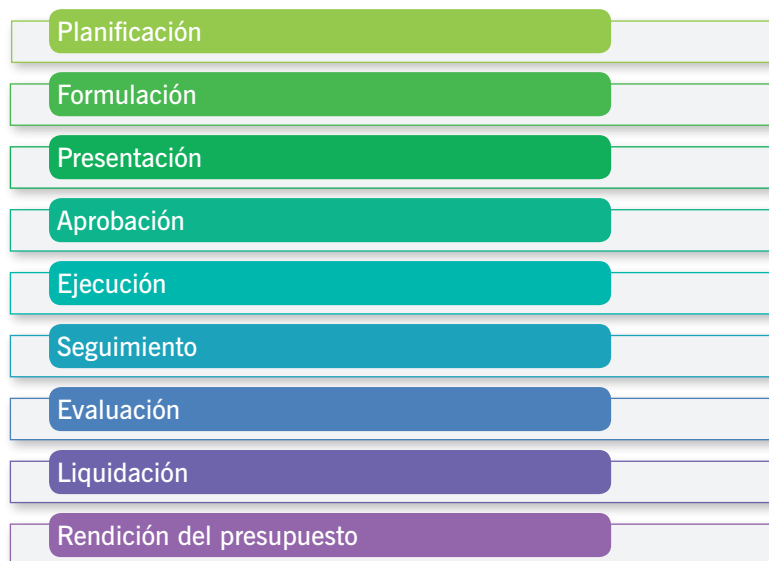 Planificación
Formulación
Presentación
Aprobación
Ejecución
Seguimiento
Evaluación
Liquidación
Rendición del presupuesto